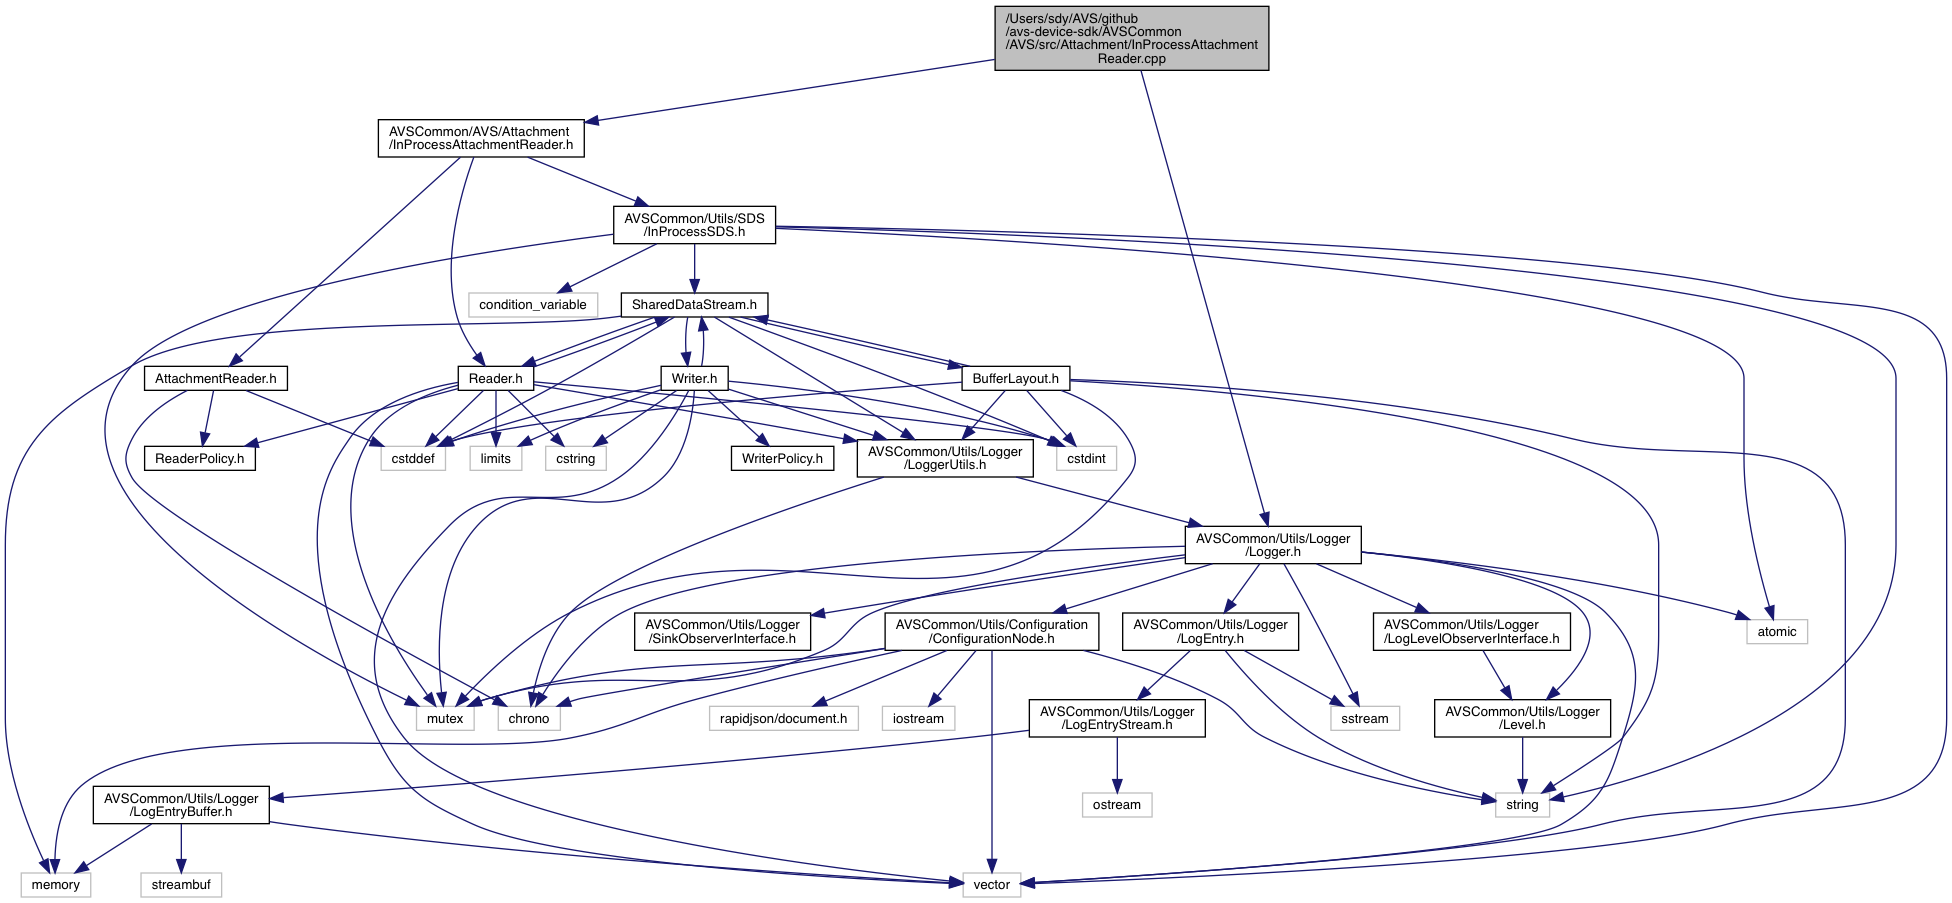 /Users/sdy/AVS/github
/avs-device-sdk/AVSCommon
/AVS/src/Attachment/InProcessAttachment
Reader.cpp
AVSCommon/AVS/Attachment
/InProcessAttachmentReader.h
AVSCommon/Utils/SDS
/InProcessSDS.h
condition_variable
SharedDataStream.h
AttachmentReader.h
Reader.h
Writer.h
BufferLayout.h
ReaderPolicy.h
cstddef
limits
cstring
WriterPolicy.h
AVSCommon/Utils/Logger
/LoggerUtils.h
cstdint
AVSCommon/Utils/Logger
/Logger.h
AVSCommon/Utils/Logger
/SinkObserverInterface.h
AVSCommon/Utils/Configuration
/ConfigurationNode.h
AVSCommon/Utils/Logger
/LogEntry.h
AVSCommon/Utils/Logger
/LogLevelObserverInterface.h
atomic
mutex
chrono
rapidjson/document.h
iostream
AVSCommon/Utils/Logger
/LogEntryStream.h
sstream
AVSCommon/Utils/Logger
/Level.h
AVSCommon/Utils/Logger
/LogEntryBuffer.h
ostream
string
memory
streambuf
vector